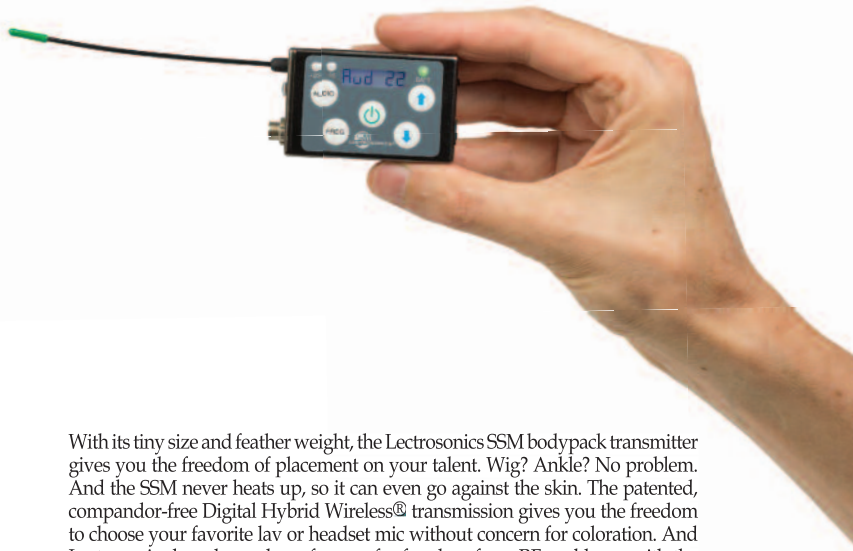 Aud 22
AUDIO
FREQ
With its tiny size and feather weight, the Lectrosonics SSM bodypack transmitter
gives you the freedom of placement on your talent. Wig? Ankle? No problem.
And the SSM never heats up, so it can even go against the skin. The patented,
compandor-free Digital Hybrid Wireless® transmission gives you the freedom
to choose your favorite lav or headset mic without concern for coloration. And